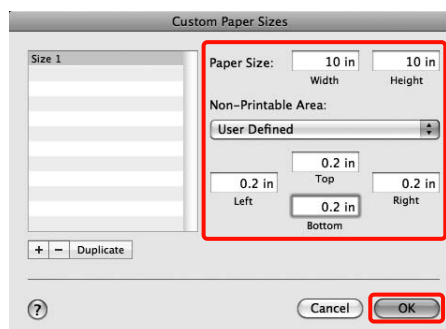 Custom Paper Sizes
Size 1
Paper Size:
10 in
10 in
Width
Height
Non-Printable Area:
User Defined
0.2 in
Top
0.2 in
0.2 in
Left
Right
0.2 in
Bottom
+ − Duplicate
? Cancel OK